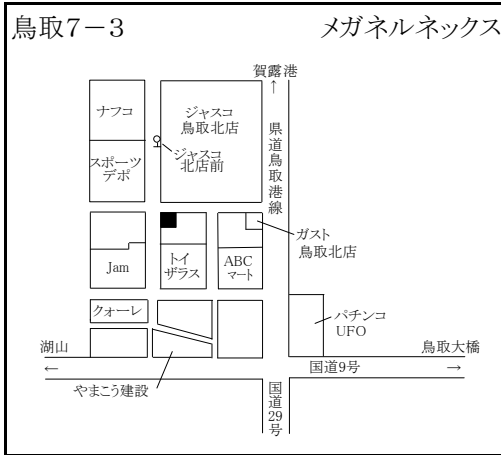 鳥取7－3
メガネルネックス
賀露港
↑
ナフコ
ジャスコ
鳥取北店
県道鳥取港線
スポーツ
デポ
ジャスコ
北店前
ガスト
鳥取北店
Jam
トイ
ザラス
ABC
マート
クォーレ
パチンコ
UFO
湖山
←
鳥取大橋
→
国道9号
やまこう建設
国道29号